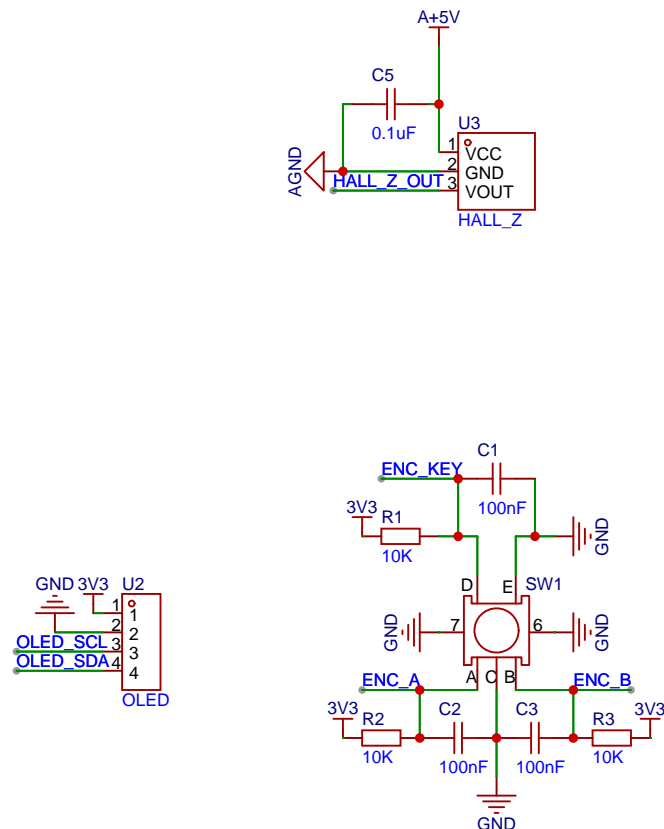 A+5V
C5
0.1uF
U3
1
VCC
2
GND
3
VOUT
AGND
HALL_Z_OUT
HALL_Z
C1
ENC_KEY
100nF
3V3
R1
10K
GND
D
E
SW1
GND
7
6
GND
A
C
B
ENC_A
ENC_B
3V3
R2
C2
C3
R3
3V3
10K
100nF
100nF
10K
GND
GND
3V3
U2
1
1
2
2
OLED_SCL
3
3
OLED_SDA
4
4
OLED